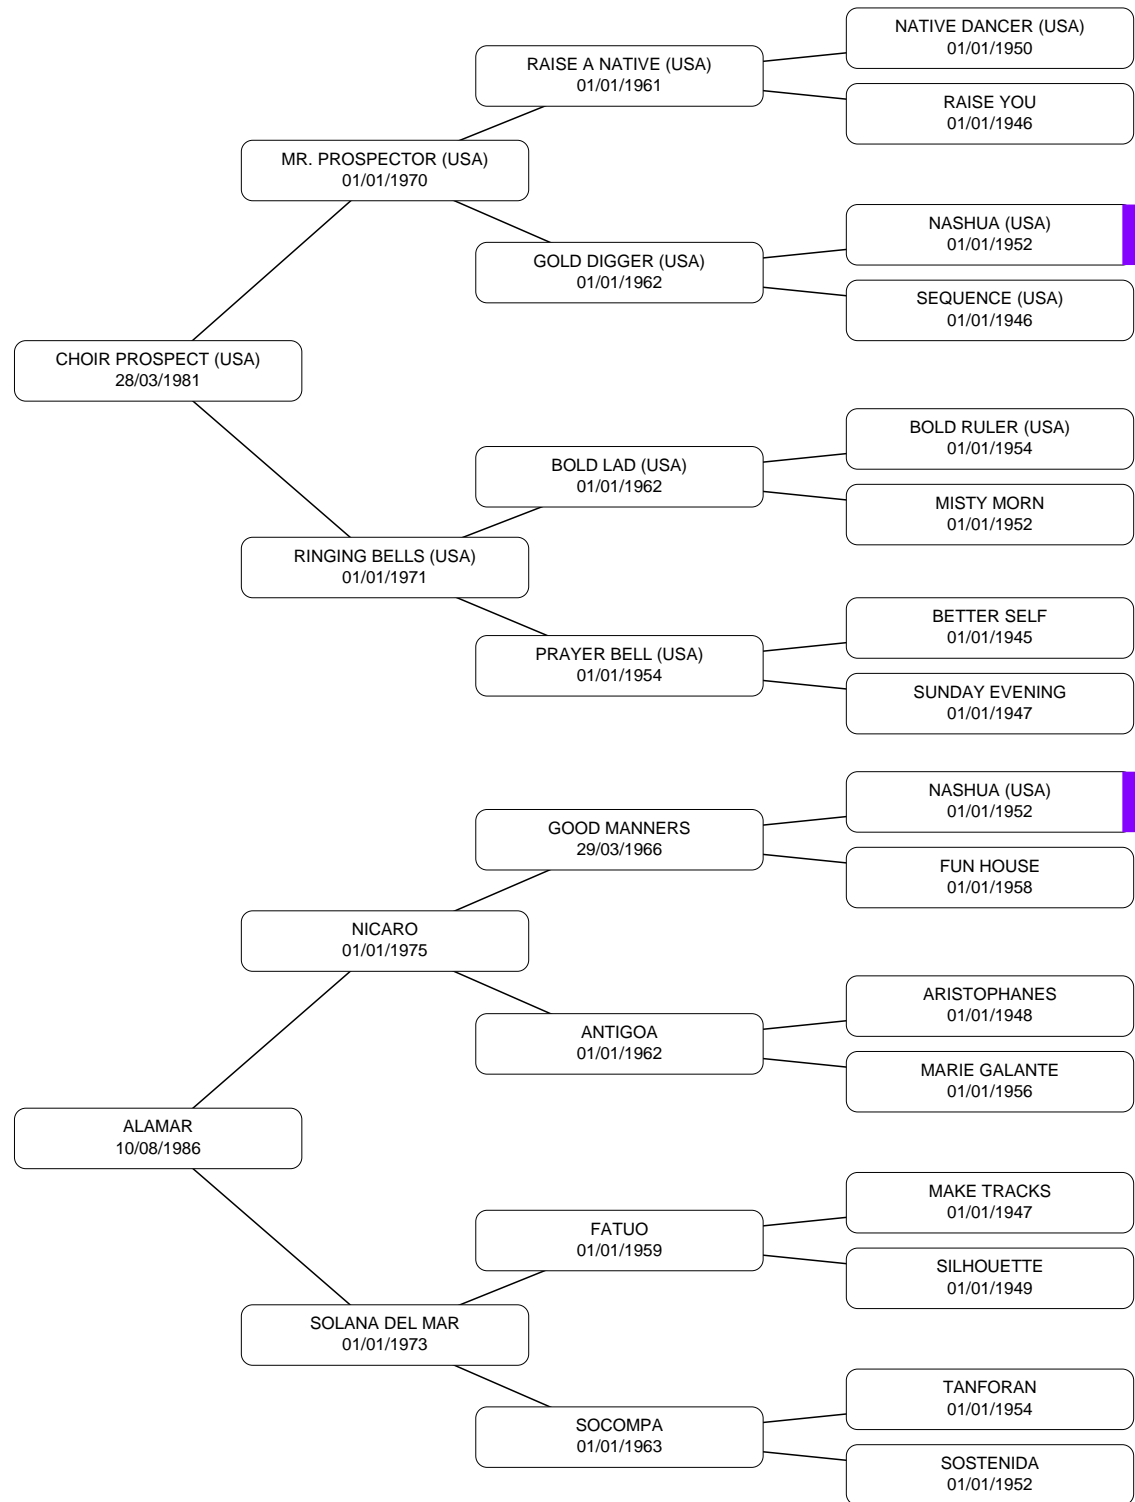 NATIVE DANCER (USA)
01/01/1950
RAISE A NATIVE (USA)
01/01/1961
RAISE YOU
01/01/1946
MR. PROSPECTOR (USA)
01/01/1970
NASHUA (USA)
01/01/1952
GOLD DIGGER (USA)
01/01/1962
SEQUENCE (USA)
01/01/1946
CHOIR PROSPECT (USA)
28/03/1981
BOLD RULER (USA)
01/01/1954
BOLD LAD (USA)
01/01/1962
MISTY MORN
01/01/1952
RINGING BELLS (USA)
01/01/1971
BETTER SELF
01/01/1945
PRAYER BELL (USA)
01/01/1954
SUNDAY EVENING
01/01/1947
NASHUA (USA)
01/01/1952
GOOD MANNERS
29/03/1966
FUN HOUSE
01/01/1958
NICARO
01/01/1975
ARISTOPHANES
01/01/1948
ANTIGOA
01/01/1962
MARIE GALANTE
01/01/1956
ALAMAR
10/08/1986
MAKE TRACKS
01/01/1947
FATUO
01/01/1959
SILHOUETTE
01/01/1949
SOLANA DEL MAR
01/01/1973
TANFORAN
01/01/1954
SOCOMPA
01/01/1963
SOSTENIDA
01/01/1952